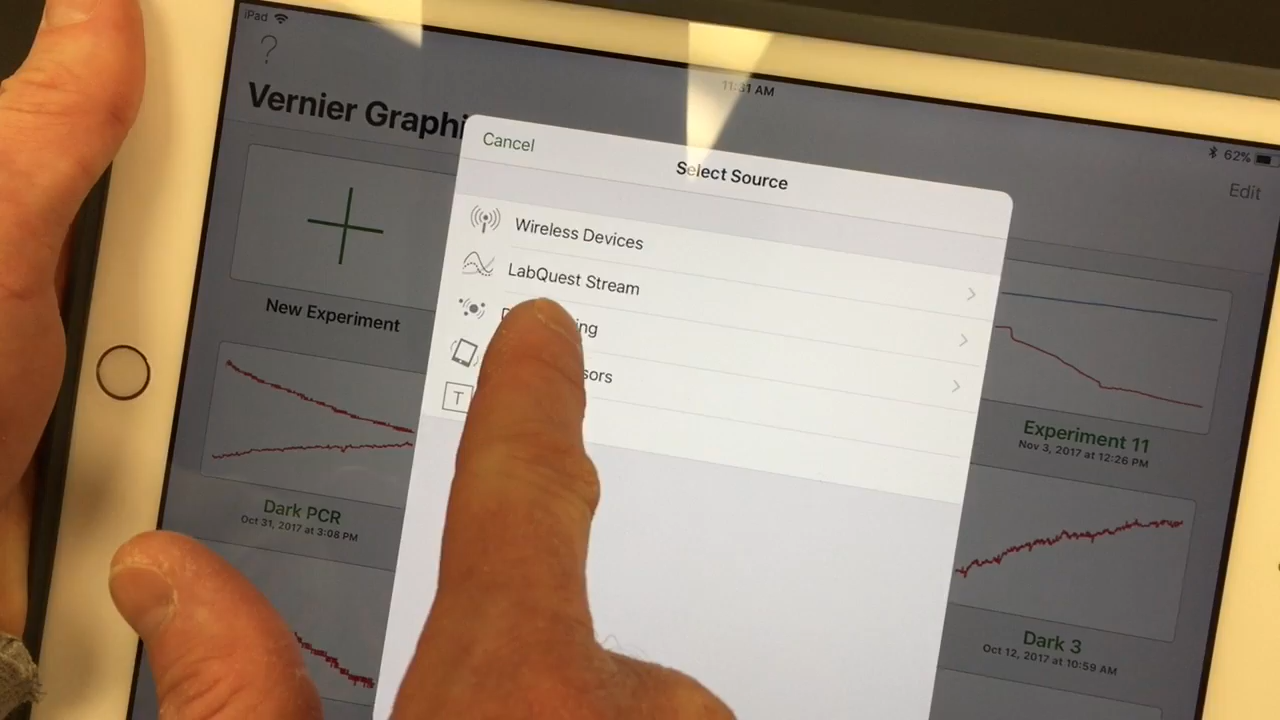 iPad
?
11:31 AM
62%
Vernier Graphi
Edit
Cancel
Select Source
Wireless Devices
LabQuest Stream
ing
sors
T
New Experiment
Experiment 11
Nov 3, 2017 at 12:26 PM
Dark PCR
Oct 31, 2017 at 3:08 PM
Dark 3
Oct 12, 2017 at 10:59 AM